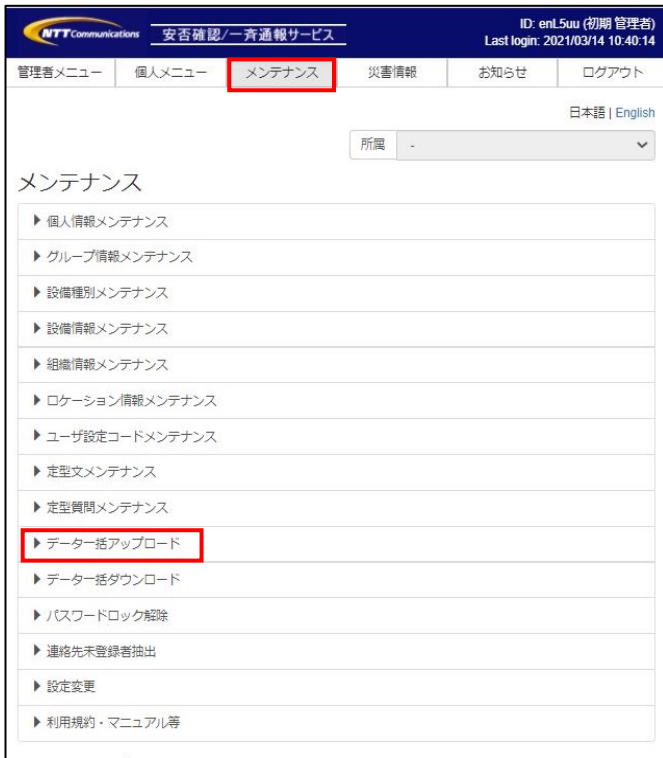 NTT Communications 安否確認/一斉通報サービス ID: enL5uu (初期 管理者)
Last login: 2021/03/14 10:40:14
管理者メニュー 個人メニュー メンテナンス 災害情報 お知らせ ログアウト
日本語 | English
所属 -
メンテナンス
個人情報メンテナンス
グループ情報メンテナンス
設備種別メンテナンス
設備情報メンテナンス
組織情報メンテナンス
ロケーション情報メンテナンス
ユーザ設定コードメンテナンス
定型文メンテナンス
定型質問メンテナンス
データ一括アップロード
データ一括ダウンロード
パスワードロック解除
連絡先未登録者抽出
設定変更
利用規約・マニュアル等